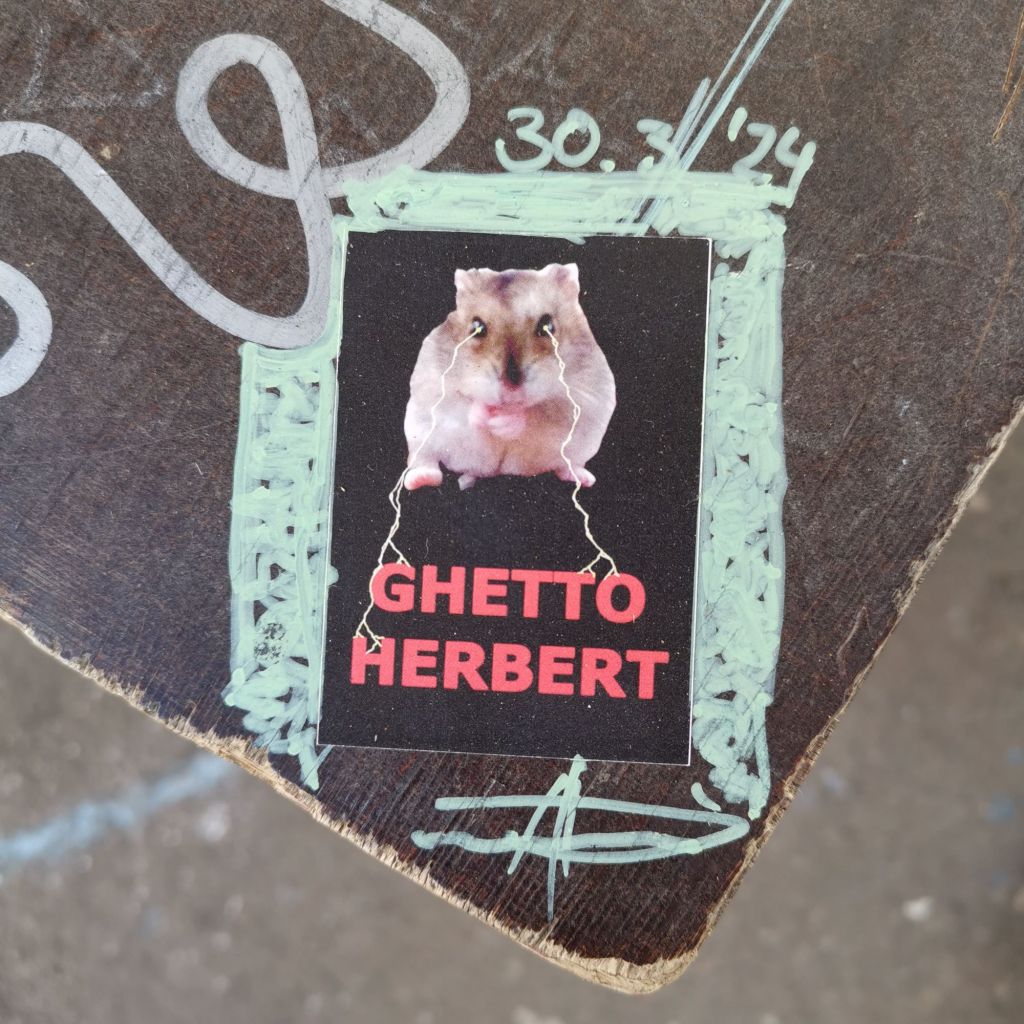 30.3 '24
GHETTO
HERBERT